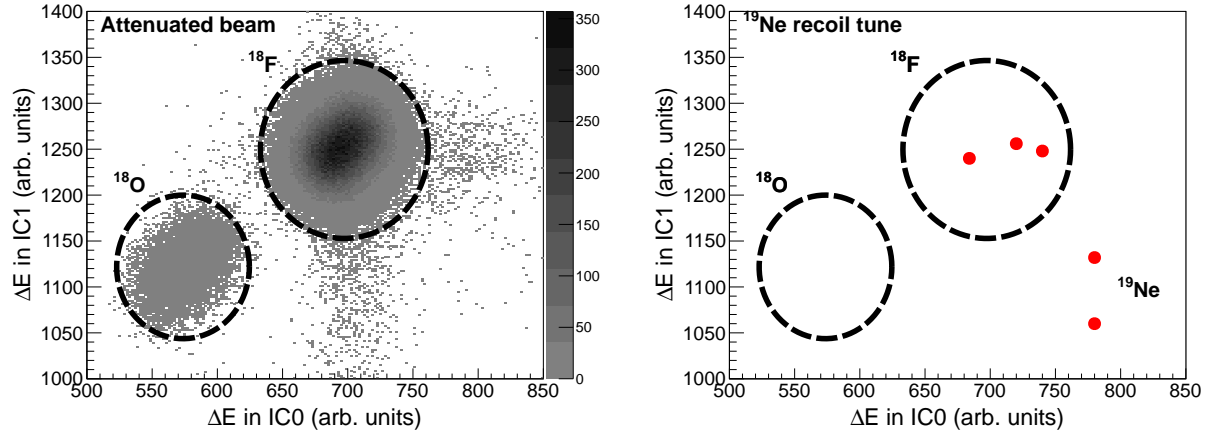 Attenuated beam
1400
1350
1300
1250
1200
1150
1100
1050
1000
500 550 600 650 700 750 800 850
ΔE in IC1 (arb. units)
ΔE in IC0 (arb. units)
¹⁸F
¹⁸O
350
300
250
200
150
100
50
0
¹⁹Ne recoil tune
1400
1350
1300
1250
1200
1150
1100
1050
1000
500 550 600 650 700 750 800 850
ΔE in IC1 (arb. units)
ΔE in IC0 (arb. units)
¹⁸F
¹⁸O
¹⁹Ne